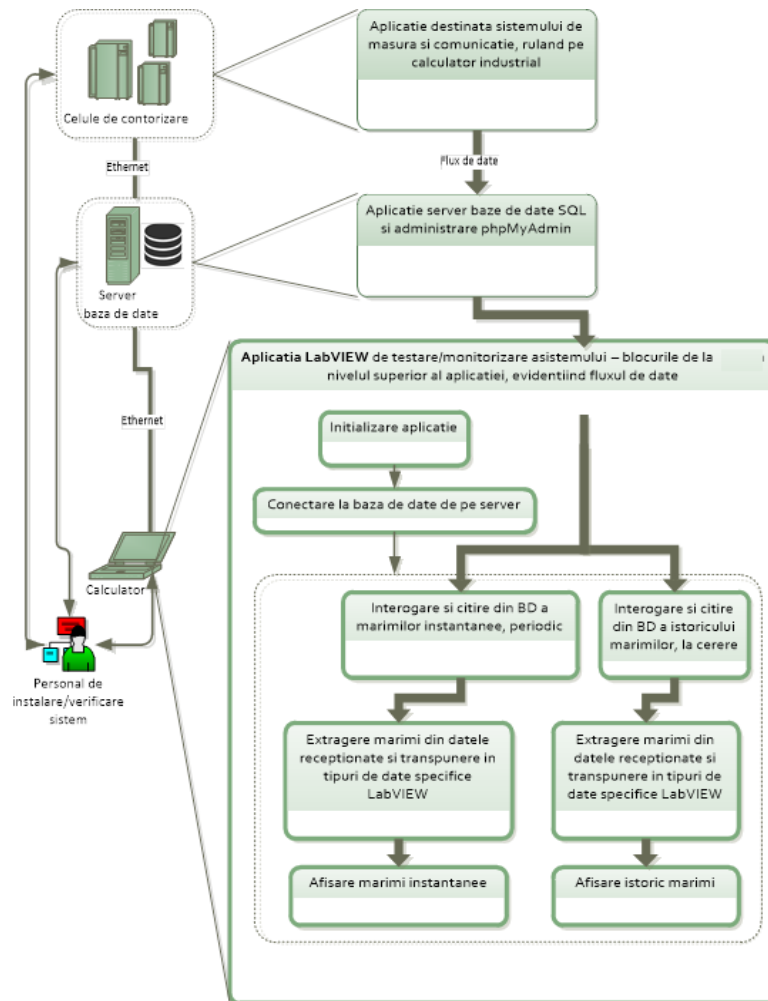 Aplicatie destinata sistemului de
masura si comunicatie, ruland pe
calculator industrial
Celule de contorizare
Ethernet
Flux de date
Aplicatie server baze de date SQL
si administrare phpMyAdmin
Server
baza de date
Aplicatia LabVIEW de testare/monitorizare asistemului – blocurile de la
nivelul superior al aplicatiei, evidentiind fluxul de date
Ethernet
Initializare aplicatie
Conectare la baza de date de pe server
Calculator
Interogare si citire din BD a
marimilor instantanee, periodic
Interogare si citire
din BD a istoricului
marimilor, la cerere
Personal de
instalare/verificare
sistem
Extragere marimi din datele
receptionate si transpunere in
tipuri de date specifice
LabVIEW
Extragere marimi din
datele receptionate si
transpunere in tipuri de
date specifice LabVIEW
Afisare marimi instantanee
Afisare istoric marimi